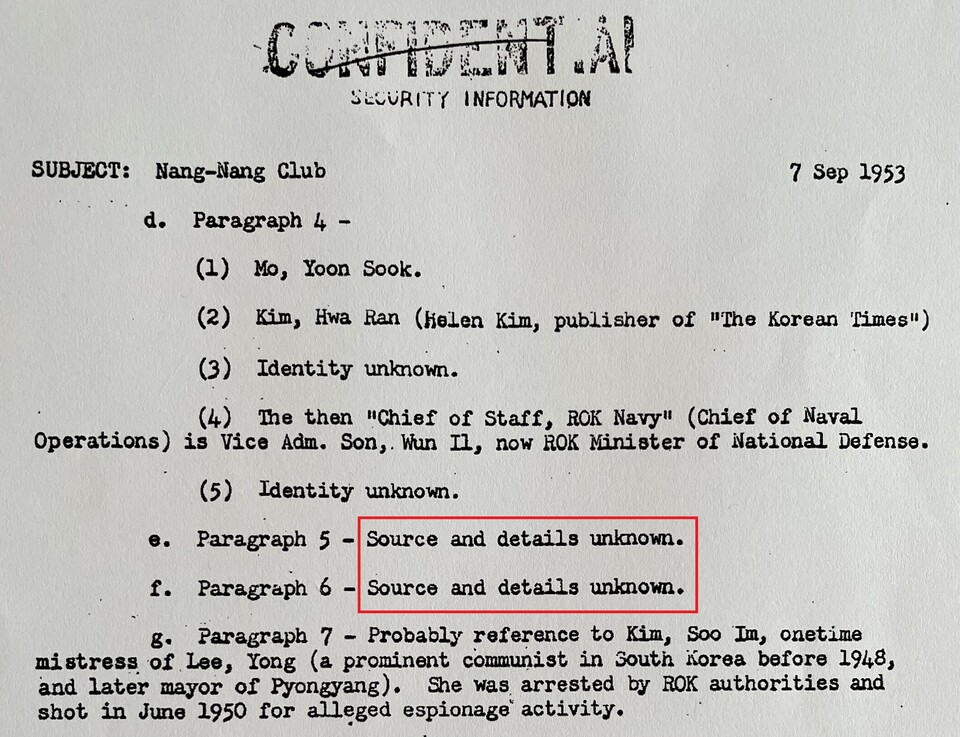 CONFIDENTIAL
SECURITY INFORMATION
SUBJECT: Nang-Nang Club 7 Sep 1953
d. Paragraph 4 -
(1) Mo, Yoon Sook.
(2) Kim, Hwa Ran (Helen Kim, publisher of "The Korean Times")
(3) Identity unknown.
(4) The then "Chief of Staff, ROK Navy" (Chief of Naval
Operations) is Vice Adm. Son, Wun Il, now ROK Minister of National Defense.
(5) Identity unknown.
e. Paragraph 5 - Source and details unknown.
f. Paragraph 6 - Source and details unknown.
g. Paragraph 7 - Probably reference to Kim, Soo Im, onetime
mistress of Lee, Yong (a prominent communist in South Korea before 1948,
and later mayor of Pyongyang). She was arrested by ROK authorities and
shot in June 1950 for alleged espionage activity.